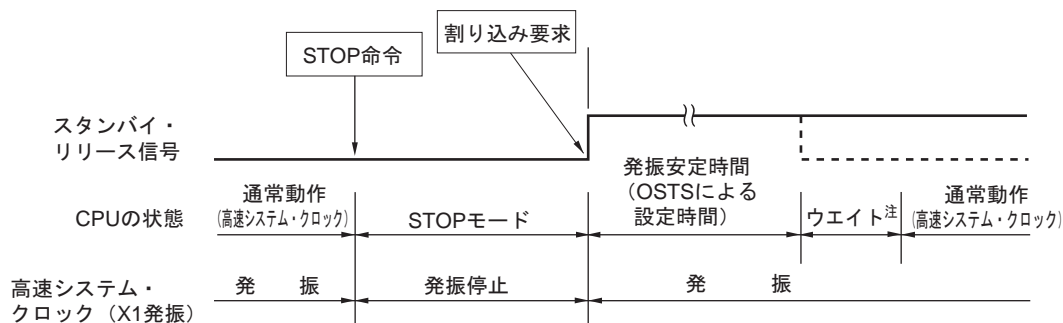 割り込み要求
STOP命令
スタンバイ・
リリース信号
発振安定時間
（OSTSによる
設定時間）
通常動作
(高速システム・クロック)
CPUの状態
STOPモード
ウエイト注
通常動作
(高速システム・クロック)
高速システム・
クロック（X1発振）
発　振
発振停止
発　振